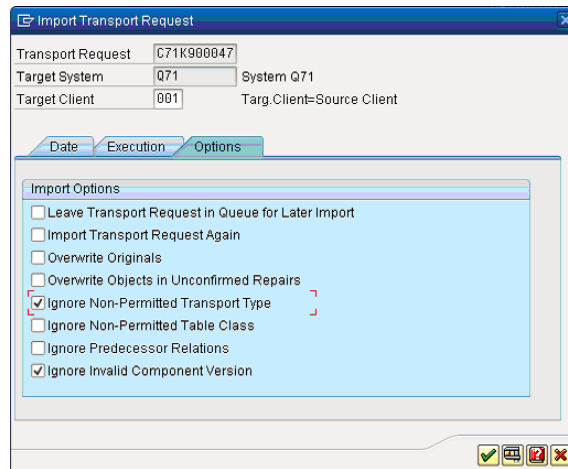 Import Transport Request
Transport Request C71K900047
Target System Q71 System Q71
Target Client 001 Targ.Client=Source Client
Date Execution Options
Import Options
Leave Transport Request in Queue for Later Import
Import Transport Request Again
Overwrite Originals
Overwrite Objects in Unconfirmed Repairs
Ignore Non-Permitted Transport Type
Ignore Non-Permitted Table Class
Ignore Predecessor Relations
Ignore Invalid Component Version